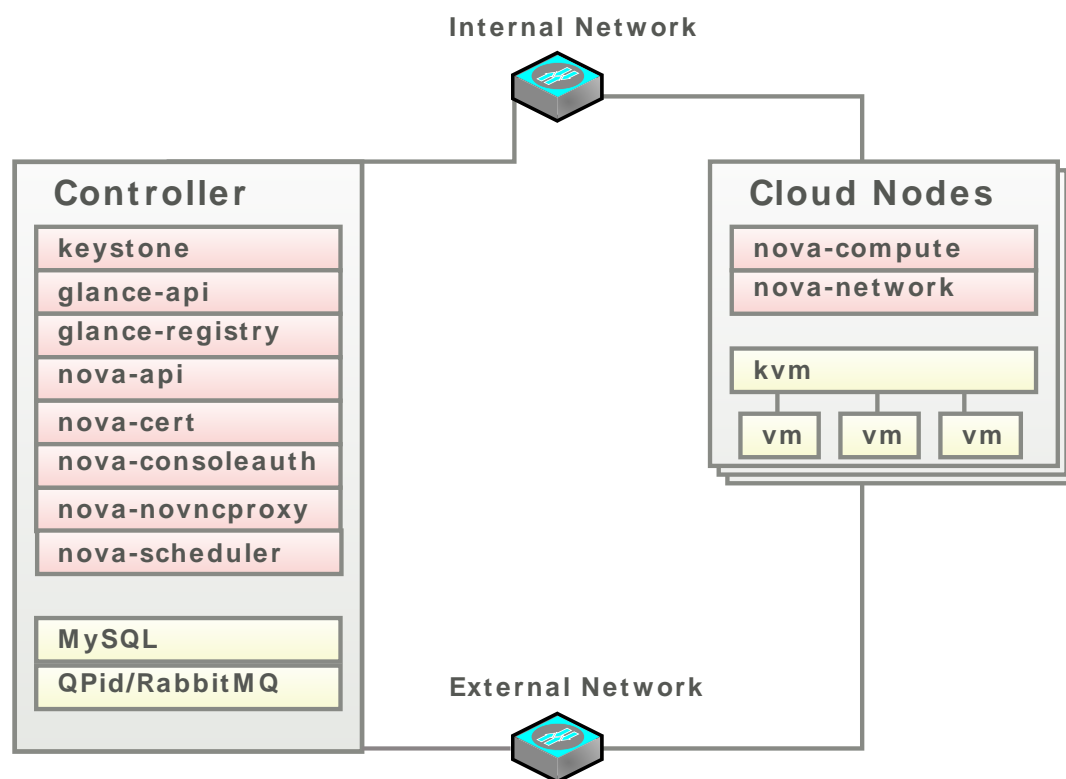 Internal Network
Controller
keystone
glance-api
glance-registry
nova-api
nova-cert
nova-consoleauth
nova-novncproxy
nova-scheduler
MySQL
QPid/RabbitMQ
Cloud Nodes
nova-compute
nova-network
kvm
vm
vm
vm
External Network